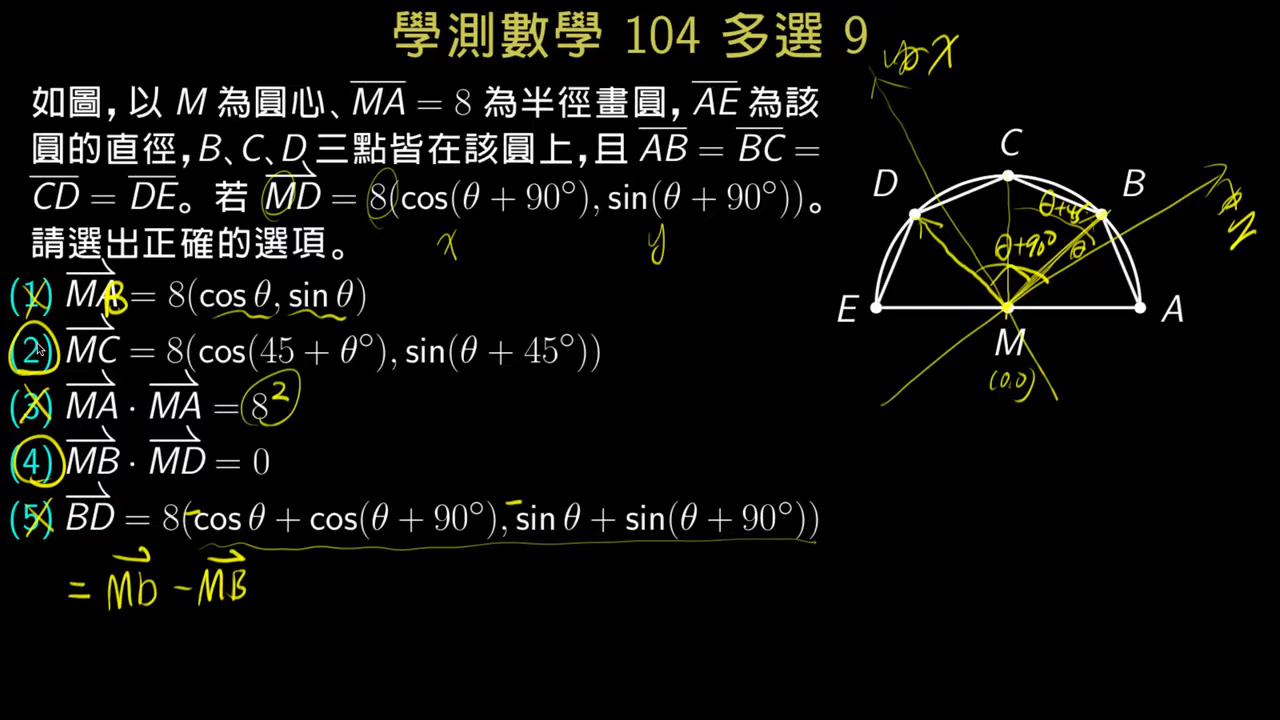 學測數學 104 多選 9
如圖，以 M 為圓心、MA = 8 為半徑畫圓，AE 為該
圓的直徑，B、C、D 三點皆在該圓上，且 AB = BC =
CD = DE。若 MD = 8(cos(θ + 90°), sin(θ + 90°))。
請選出正確的選項。
x
y
(1) MA = 8(cos θ, sin θ)
B
(2) MC = 8(cos(45 + θ°), sin(θ + 45°))
(3) MA · MA = 8²
(4) MB · MD = 0
(5) BD = 8(-cos θ + cos(θ + 90°), -sin θ + sin(θ + 90°))
= MD − MB
C
D
B
θ+45°
θ+90°
θ
E
A
M
(0,0)